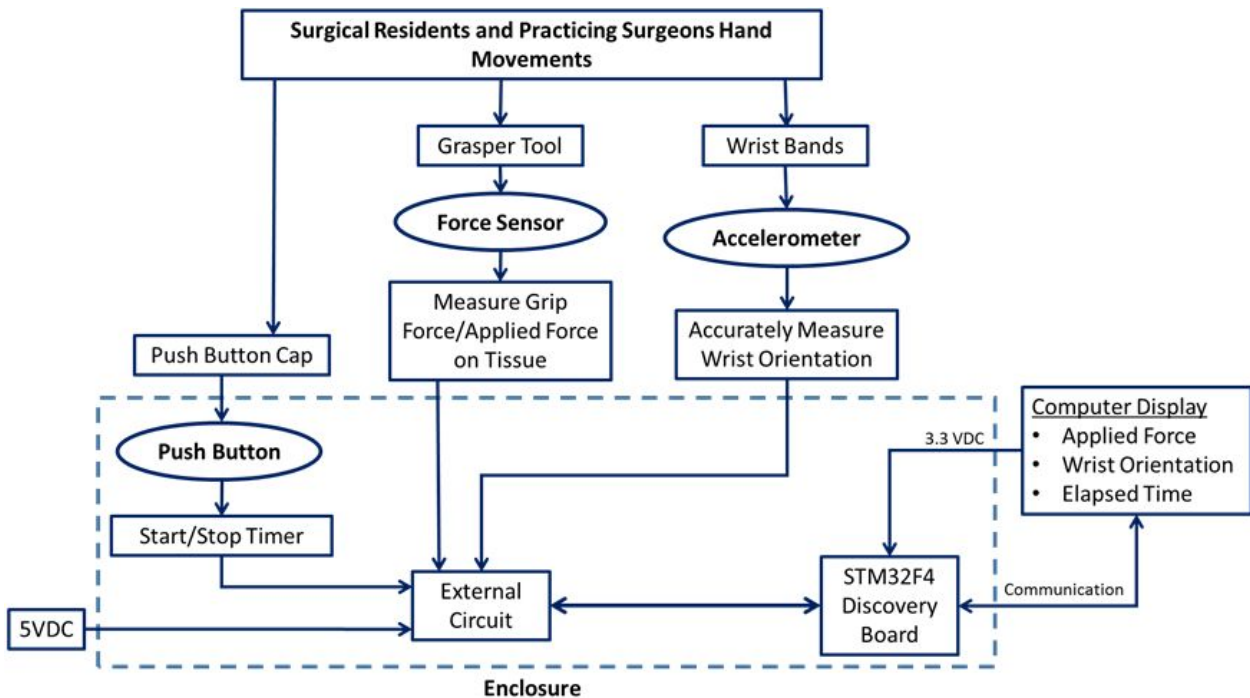 Surgical Residents and Practicing Surgeons Hand
Movements
Grasper Tool
Wrist Bands
Force Sensor
Accelerometer
Measure Grip
Force/Applied Force
on Tissue
Accurately Measure
Wrist Orientation
Push Button Cap
Push Button
Start/Stop Timer
Computer Display
• Applied Force
• Wrist Orientation
• Elapsed Time
3.3 VDC
External
Circuit
STM32F4
Discovery
Board
Communication
5VDC
Enclosure